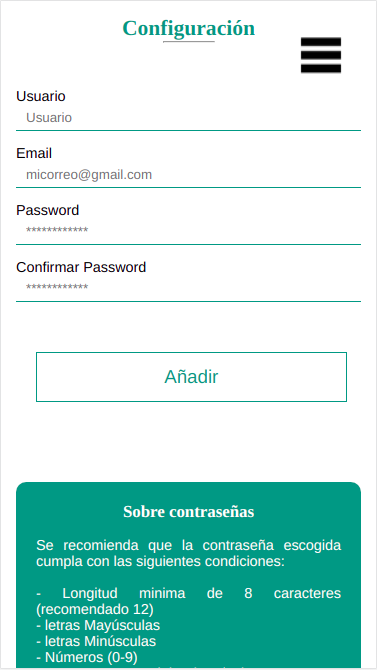 Configuración
Usuario
Usuario
Email
micorreo@gmail.com
Password
************
Confirmar Password
************
Añadir
Sobre contraseñas
Se recomienda que la contraseña escogida
cumpla con las siguientes condiciones:
- Longitud minima de 8 caracteres
(recomendado 12)
- letras Mayúsculas
- letras Minúsculas
- Números (0-9)